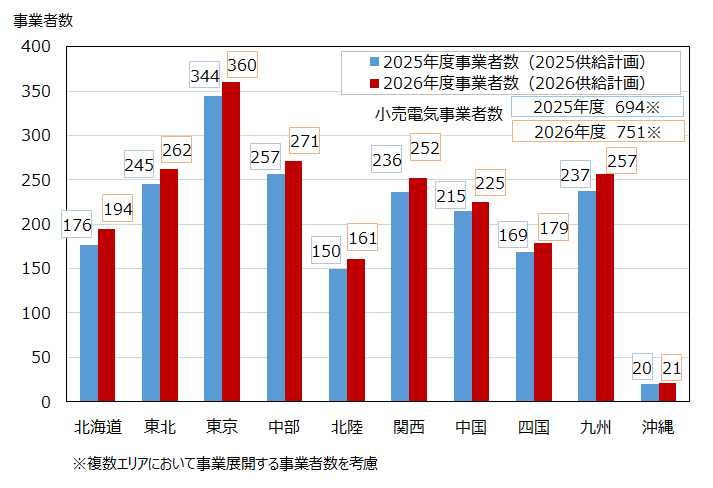 事業者数
400
350
300
250
200
150
100
50
0
2025年度事業者数（2025供給計画）
2026年度事業者数（2026供給計画）
小売電気事業者数
2025年度 694※
2026年度 751※
176 194
245 262
344 360
257 271
150 161
236 252
215 225
169 179
237 257
20 21
北海道 東北 東京 中部 北陸 関西 中国 四国 九州 沖縄
※複数エリアにおいて事業展開する事業者数を考慮